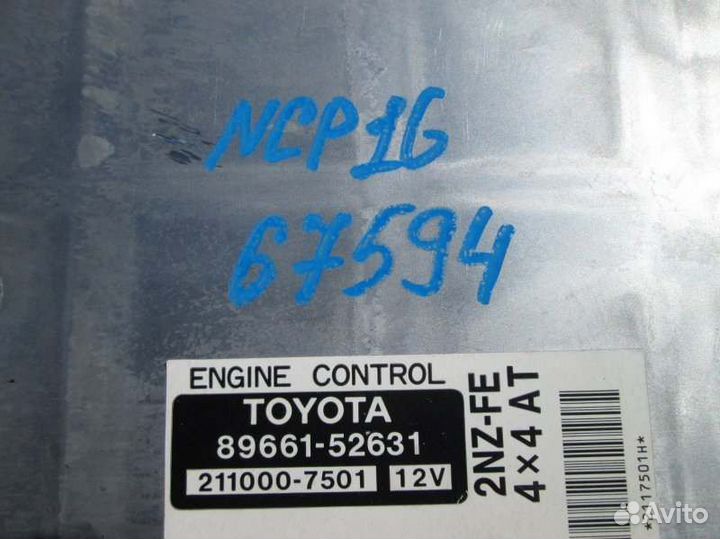 NCP16
67594
ENGINE CONTROL
TOYOTA
89661-52631
211000-7501 12V
2NZ-FE
4×4 AT
Avito